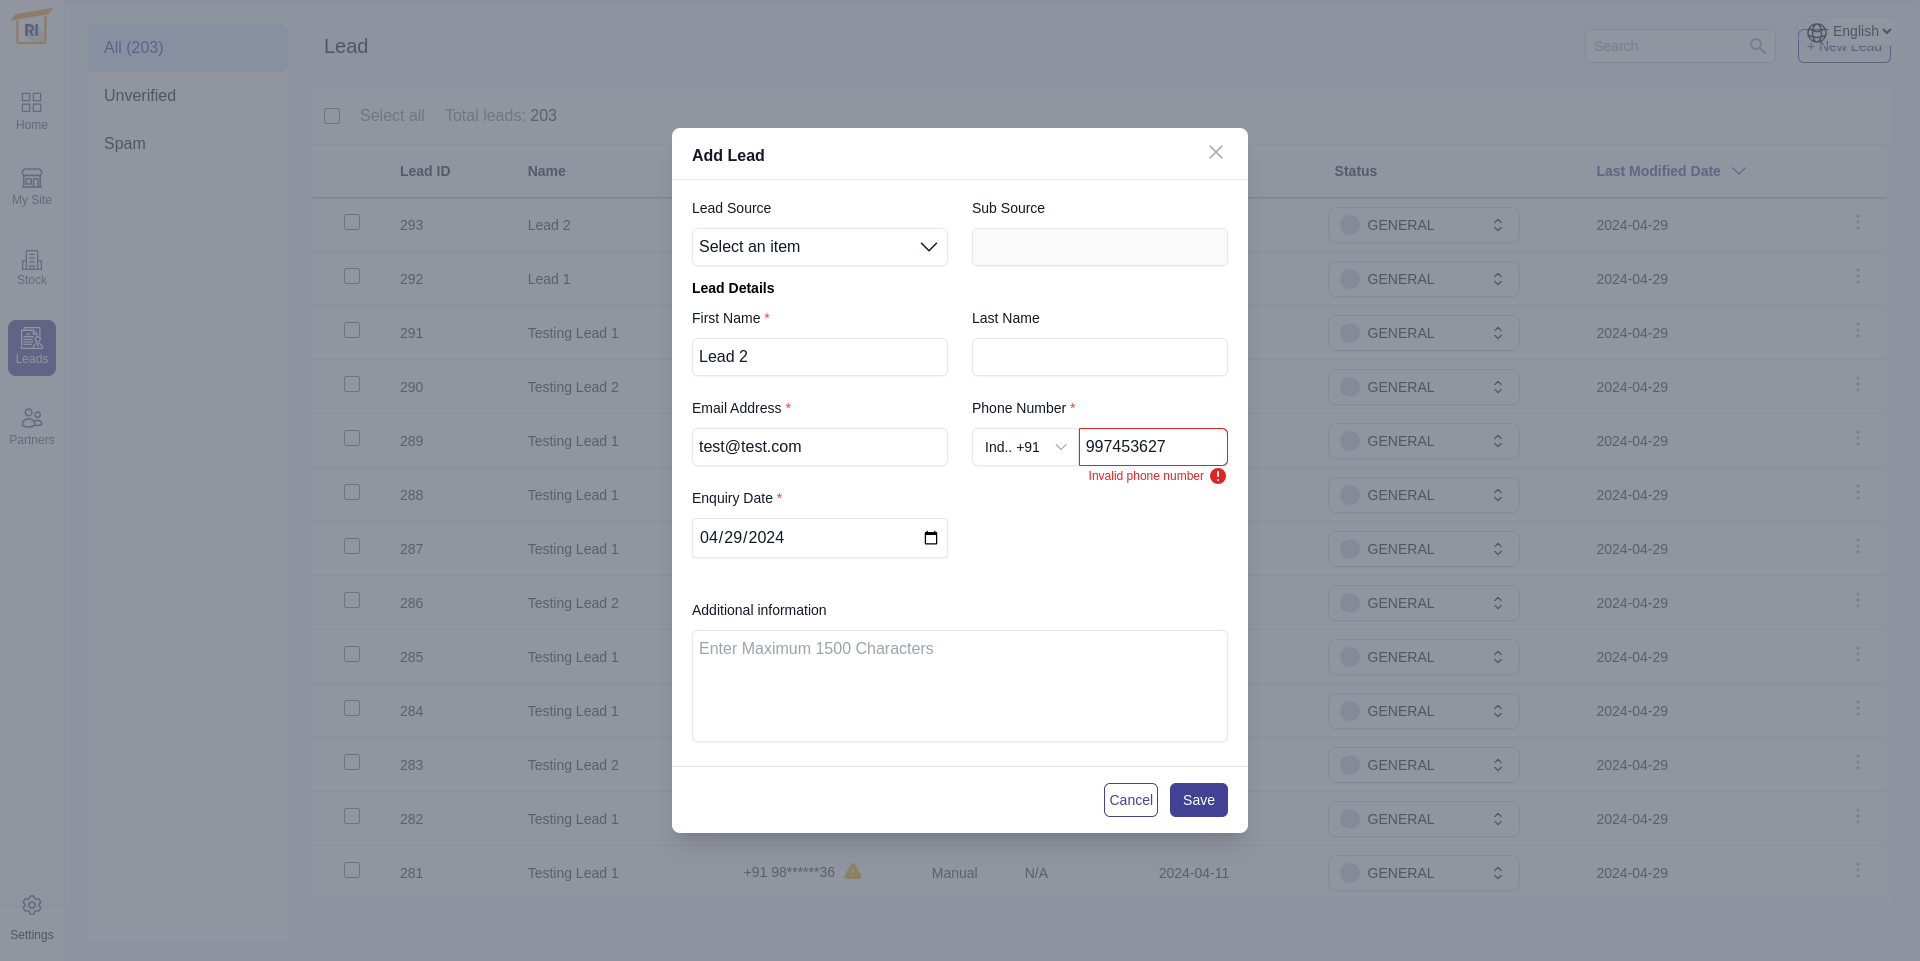 RI
Home
My Site
Stock
Leads
Partners
Settings
All (203)
Unverified
Spam
Lead
Search
English
+ New Lead
Select all Total leads: 203
Lead ID Name Status Last Modified Date
293 Lead 2 GENERAL 2024-04-29
292 Lead 1 GENERAL 2024-04-29
291 Testing Lead 1 GENERAL 2024-04-29
290 Testing Lead 2 GENERAL 2024-04-29
289 Testing Lead 1 GENERAL 2024-04-29
288 Testing Lead 1 GENERAL 2024-04-29
287 Testing Lead 1 GENERAL 2024-04-29
286 Testing Lead 2 GENERAL 2024-04-29
285 Testing Lead 1 GENERAL 2024-04-29
284 Testing Lead 1 GENERAL 2024-04-29
283 Testing Lead 2 GENERAL 2024-04-29
282 Testing Lead 1 GENERAL 2024-04-29
281 Testing Lead 1 +91 98******36 Manual N/A 2024-04-11 GENERAL 2024-04-29
Add Lead
Lead Source Sub Source
Select an item
Lead Details
First Name * Last Name
Lead 2
Email Address * Phone Number *
test@test.com Ind.. +91 997453627
Invalid phone number
Enquiry Date *
04/29/2024
Additional information
Enter Maximum 1500 Characters
Cancel Save